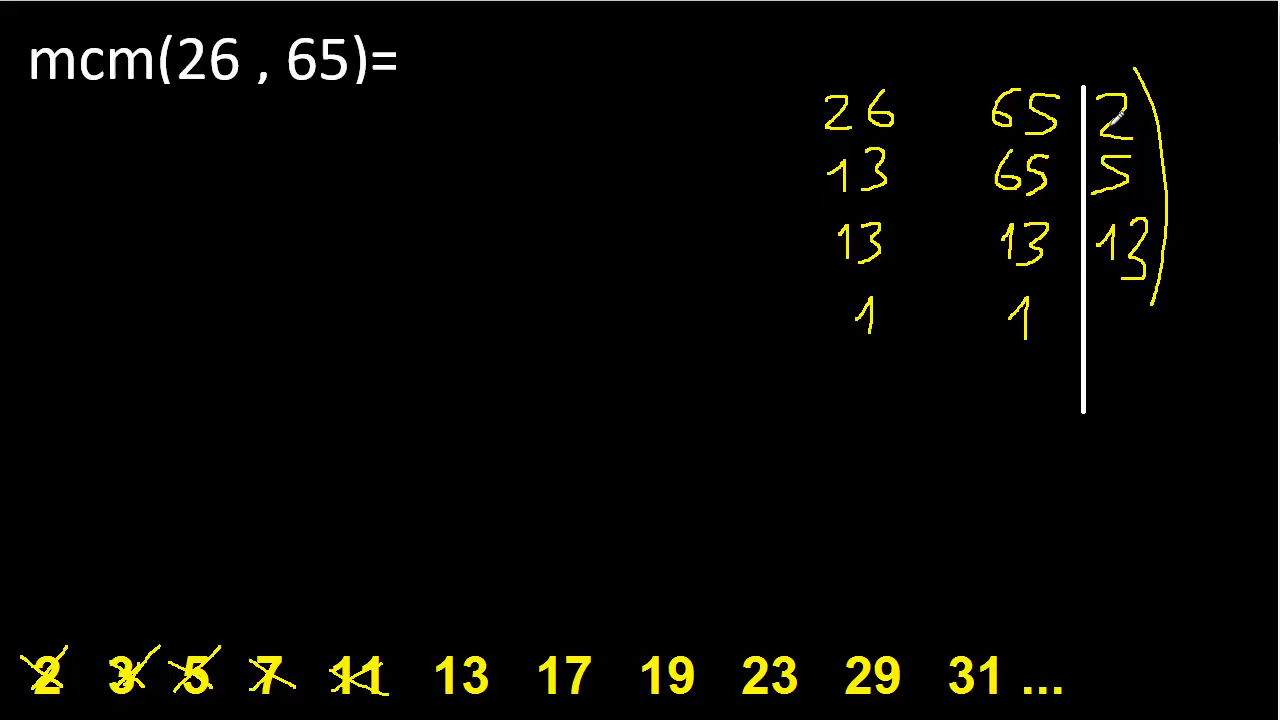 mcm(26 , 65)=
26 65 2
13 65 5
13 13 13
1 1
2 3 5 7 11 13 17 19 23 29 31 ...